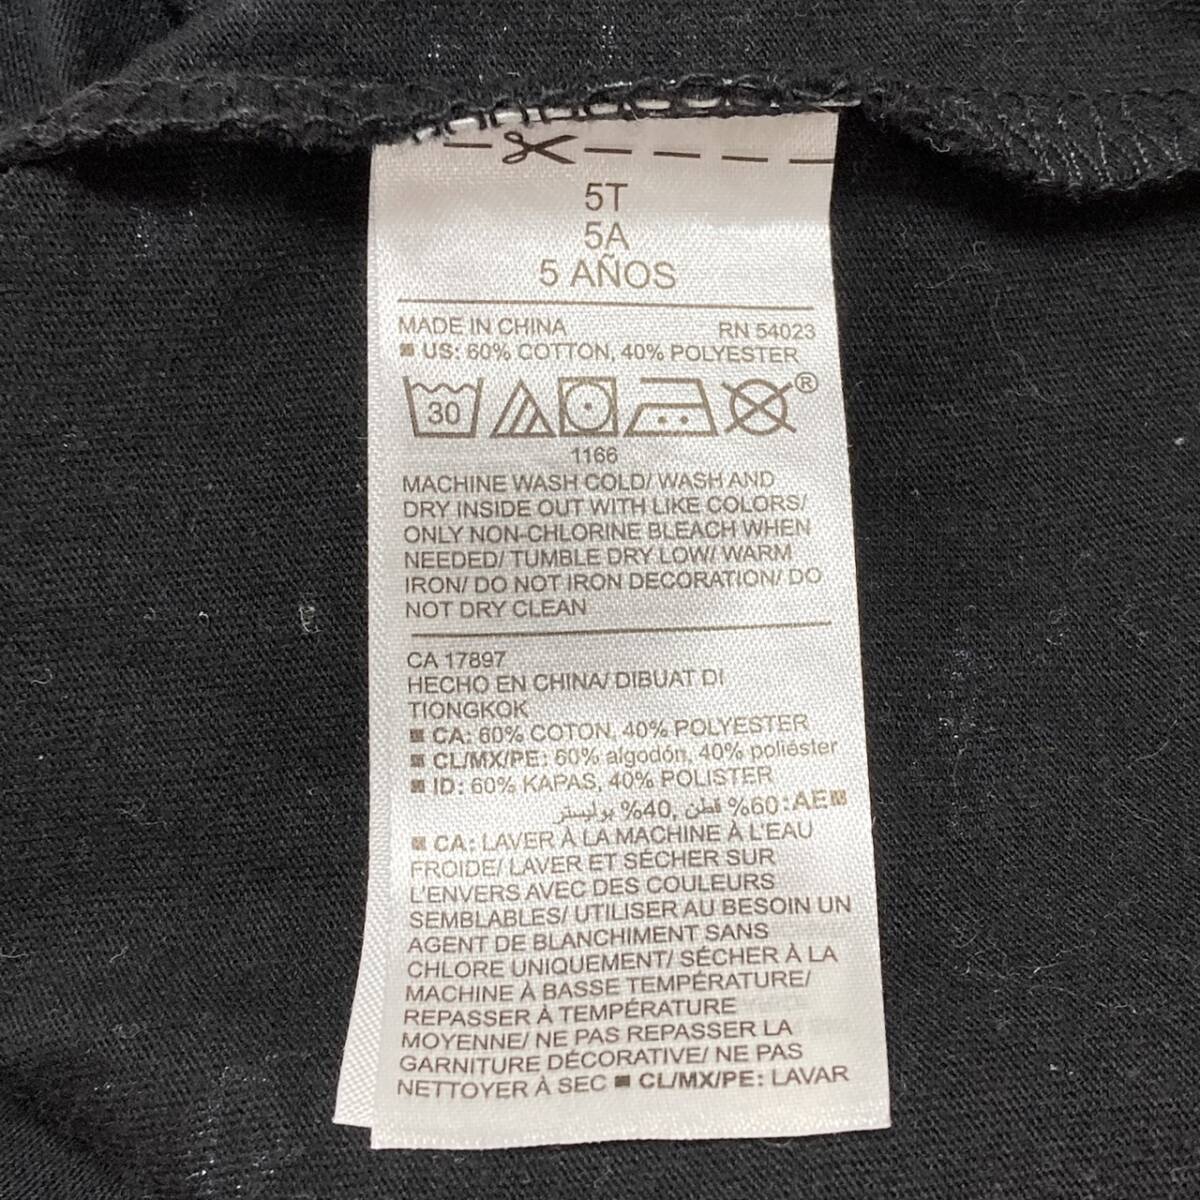 5T
5A
5 AÑOS
MADE IN CHINA RN 54023
US: 60% COTTON, 40% POLYESTER
30 ®
1166
MACHINE WASH COLD/ WASH AND
DRY INSIDE OUT WITH LIKE COLORS/
ONLY NON-CHLORINE BLEACH WHEN
NEEDED/ TUMBLE DRY LOW/ WARM
IRON/ DO NOT IRON DECORATION/ DO
NOT DRY CLEAN
CA 17897
HECHO EN CHINA/ DIBUAT DI
TIONGKOK
CA: 60% COTON, 40% POLYESTER
CL/MX/PE: 60% algodón, 40% poliéster
ID: 60% KAPAS, 40% POLISTER
AE: 60% قطن, 40% بوليستر
CA: LAVER À LA MACHINE À L'EAU
FROIDE/ LAVER ET SÉCHER SUR
L'ENVERS AVEC DES COULEURS
SEMBLABLES/ UTILISER AU BESOIN UN
AGENT DE BLANCHIMENT SANS
CHLORE UNIQUEMENT/ SÉCHER À LA
MACHINE À BASSE TEMPÉRATURE/
REPASSER À TEMPÉRATURE
MOYENNE/ NE PAS REPASSER LA
GARNITURE DÉCORATIVE/ NE PAS
NETTOYER À SEC CL/MX/PE: LAVAR